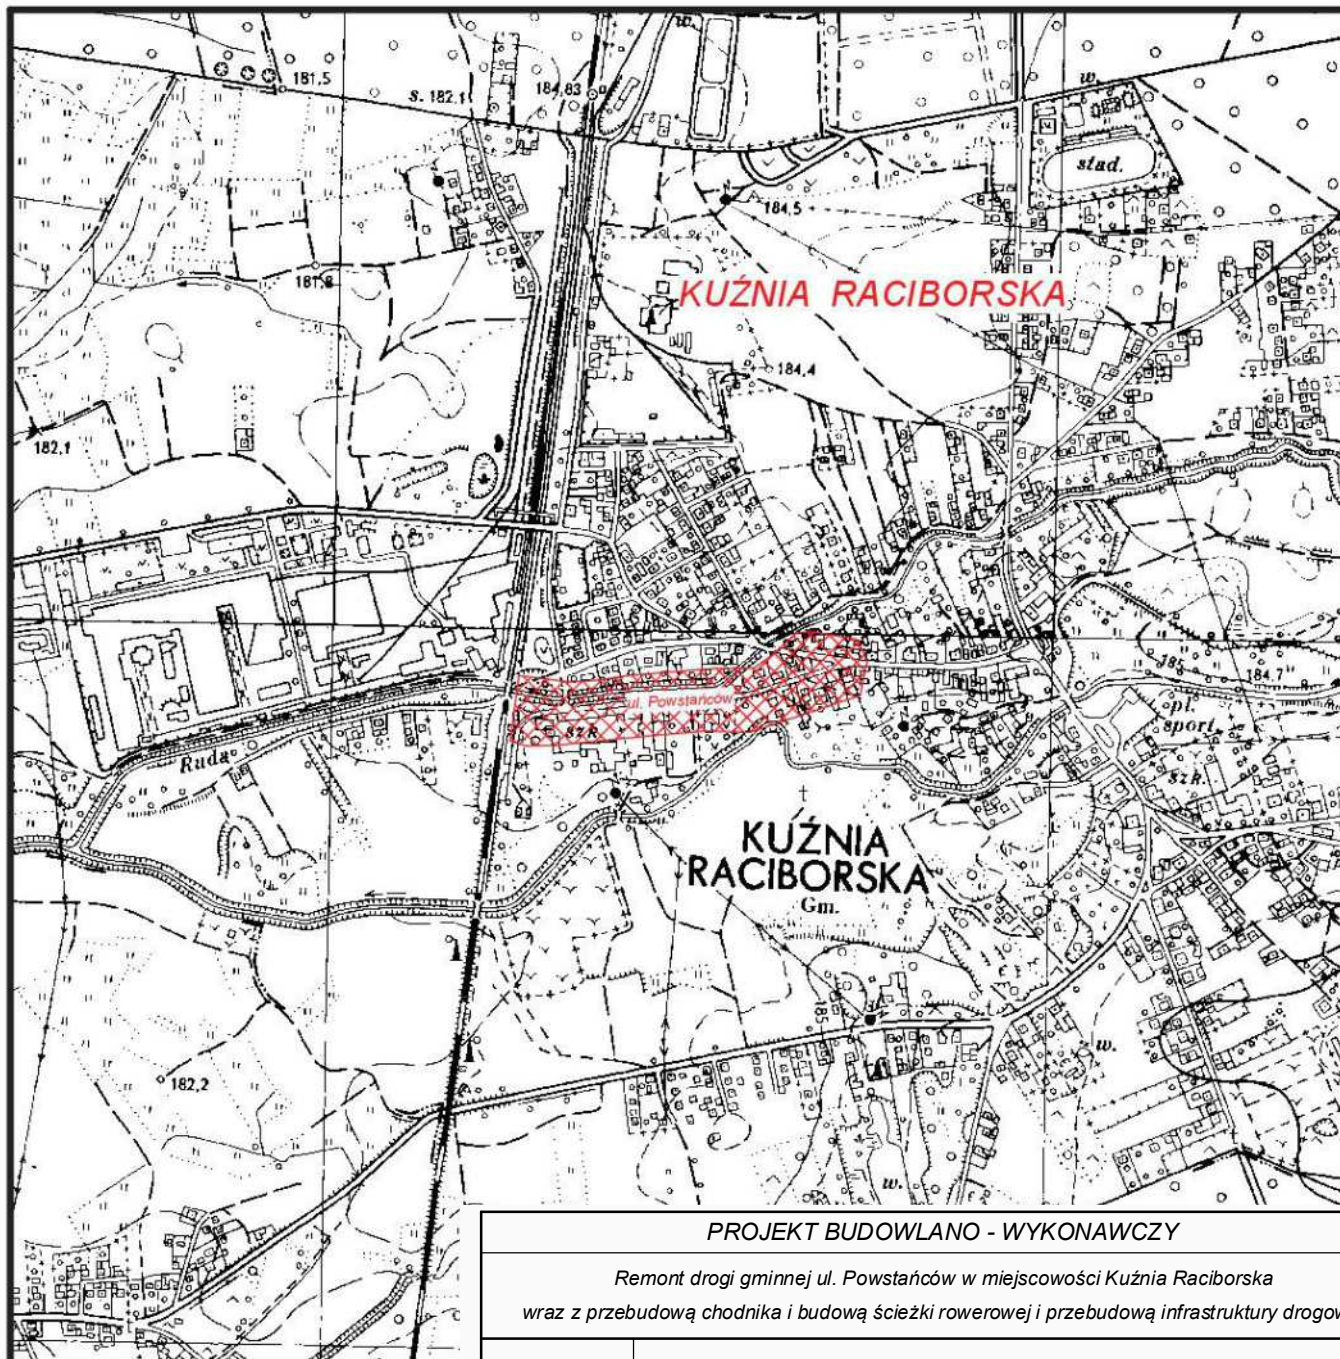 w.
181,5
S. 182,1
184,83
w.
stad.
184,5
181,8
KUŹNIA RACIBORSKA
184,4
182,1
185
184,7
ul. Powstańców
pl.
sport.
szk.
Ruda
szk.
KUŹNIA
RACIBORSKA
Gm.
185
w.
182,2
w.
PROJEKT BUDOWLANO - WYKONAWCZY
Remont drogi gminnej ul. Powstańców w miejscowości Kuźnia Raciborska
wraz z przebudową chodnika i budową ścieżki rowerowej i przebudową infrastruktury drogow